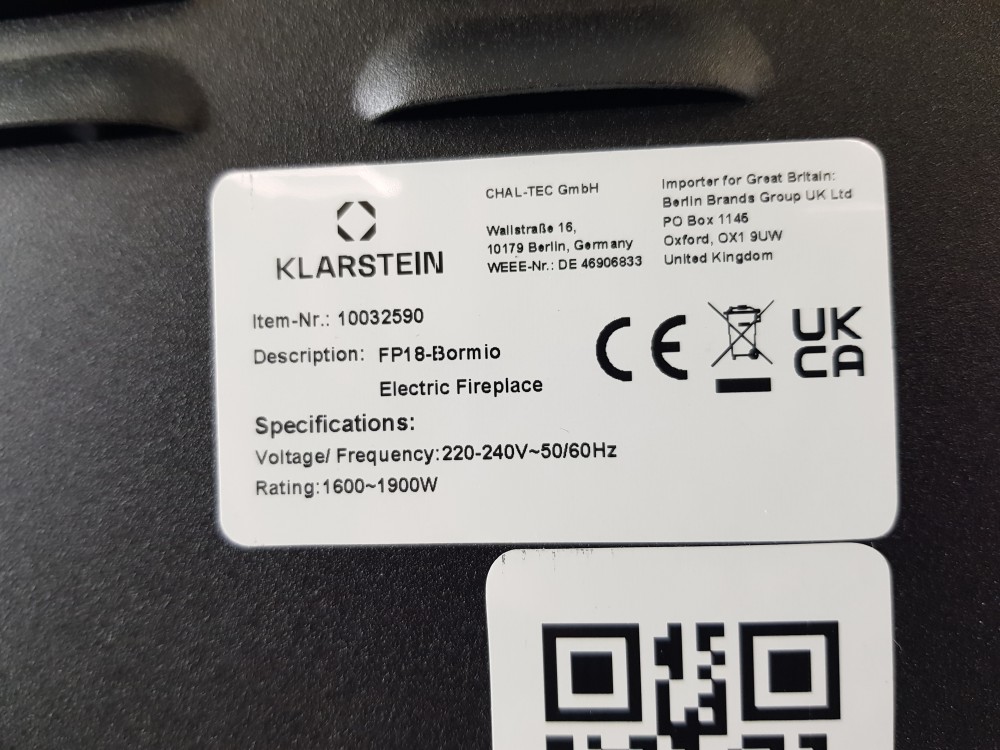 KLARSTEIN
CHAL-TEC GmbH
Wallstraße 16,
10179 Berlin, Germany
WEEE-Nr.: DE 46906833
Importer for Great Britain:
Berlin Brands Group UK Ltd
PO Box 1145
Oxford, OX1 9UW
United Kingdom
Item-Nr.: 10032590
Description: FP18-Bormio
Electric Fireplace
CE
UK
CA
Specifications:
Voltage/ Frequency:220-240V~50/60Hz
Rating:1600~1900W